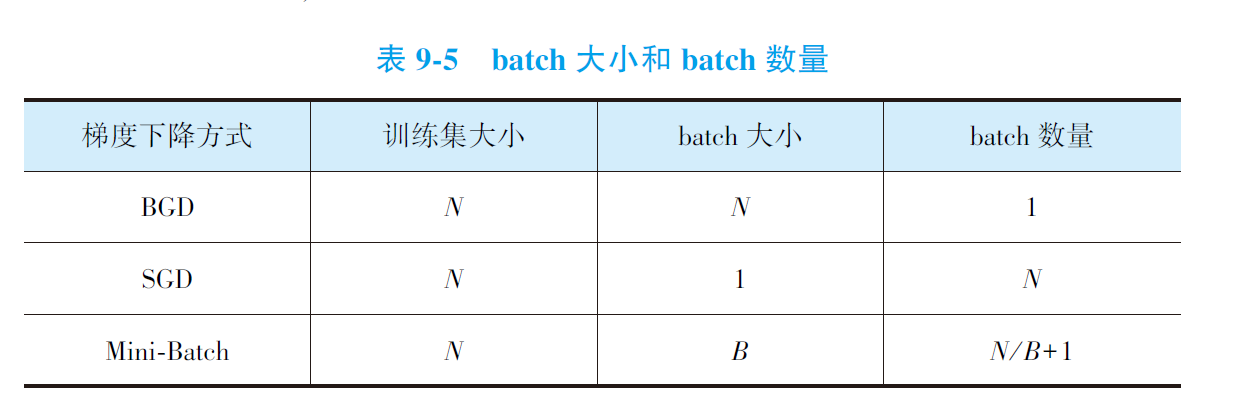 表 9-5 batch 大小和 batch 数量
梯度下降方式 训练集大小 batch 大小 batch 数量
BGD N N 1
SGD N 1 N
Mini-Batch N B N/B+1